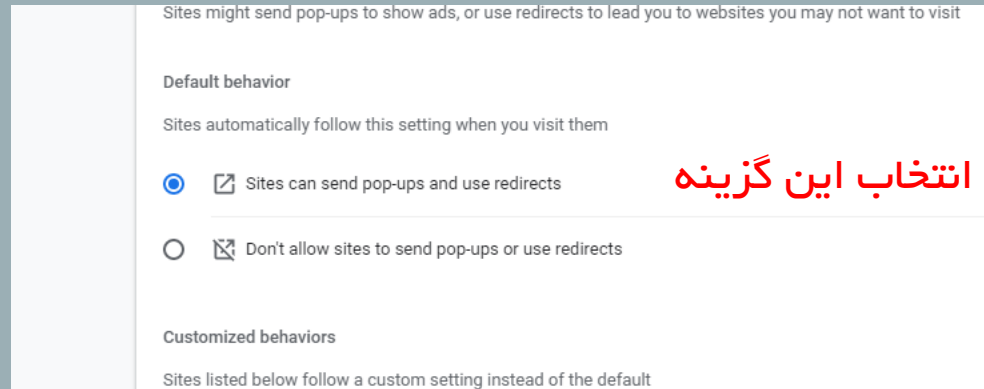 Sites might send pop-ups to show ads, or use redirects to lead you to websites you may not want to visit
Default behavior
Sites automatically follow this setting when you visit them
Sites can send pop-ups and use redirects
انتخاب این گزینه
Don't allow sites to send pop-ups or use redirects
Customized behaviors
Sites listed below follow a custom setting instead of the default